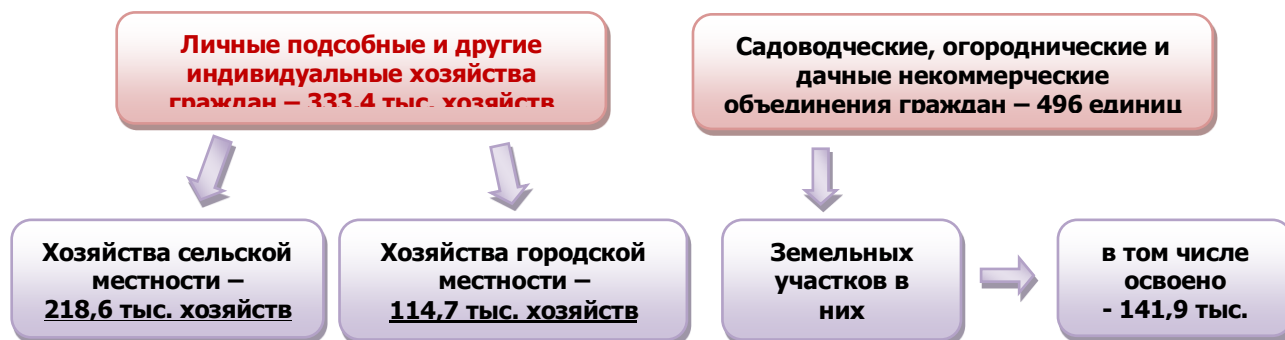 Личные подсобные и другие
индивидуальные хозяйства
граждан – 333,4 тыс. хозяйств
Садоводческие, огороднические и
дачные некоммерческие
объединения граждан – 496 единиц
Хозяйства сельской
местности –
218,6 тыс. хозяйств
Хозяйства городской
местности –
114,7 тыс. хозяйств
Земельных
участков в
них
в том числе
освоено
- 141,9 тыс.